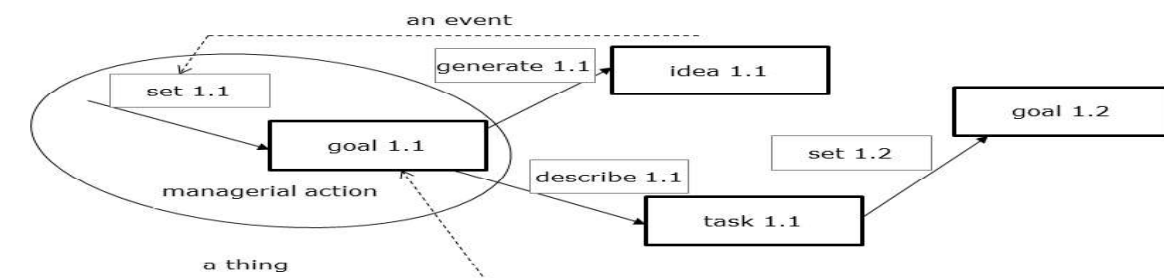 an event
generate 1.1
idea 1.1
set 1.1
goal 1.2
goal 1.1
set 1.2
managerial action
describe 1.1
task 1.1
a thing